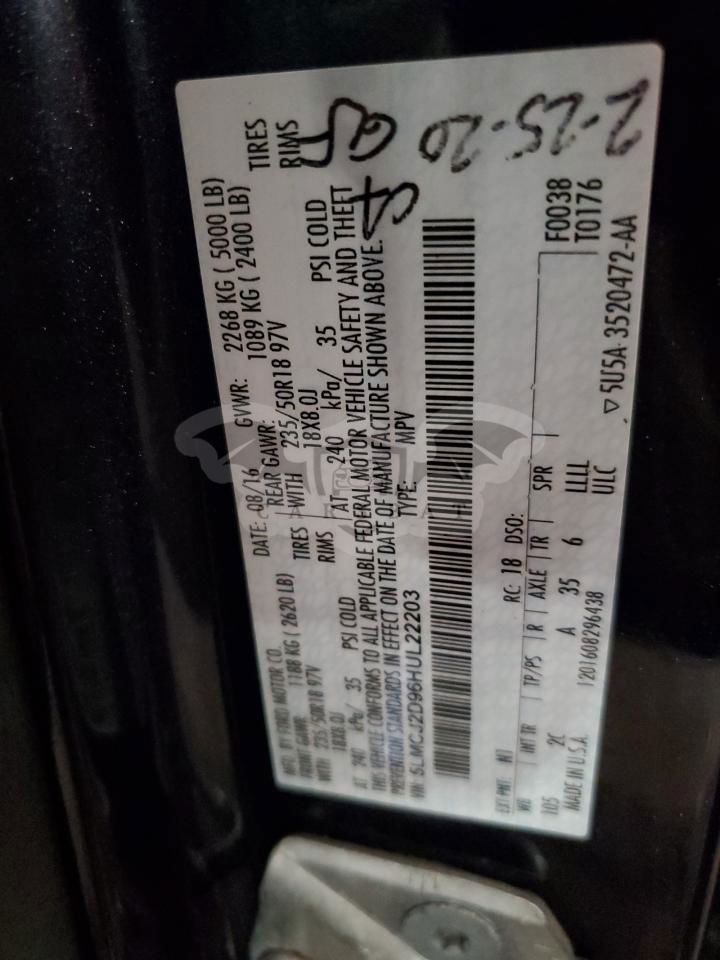 MFD. BY FORD MOTOR CO.
DATE: 08/16 GVWR: 2268 KG ( 5000 LB)
FRONT GAWR: 1188 KG ( 2620 LB) REAR GAWR: 1089 KG ( 2400 LB)
WITH 235/50R18 97V TIRES WITH 235/50R18 97V TIRES
18X8.0J RIMS 18X8.0J RIMS
AT 240 kPa/ 35 PSI COLD AT 240 kPa/ 35 PSI COLD
THIS VEHICLE CONFORMS TO ALL APPLICABLE FEDERAL MOTOR VEHICLE SAFETY AND THEFT
PREVENTION STANDARDS IN EFFECT ON THE DATE OF MANUFACTURE SHOWN ABOVE.
VIN: 5LMCJ2D96HUL22203 TYPE: MPV
2-25-20
EXT PNT: RC: 18 DSO: F0038
WB INT TR TP/PS R AXLE TR SPR T0176
105 2C A 35 6 LLLL
ULC
MADE IN U.S.A. 1201608296438 5U5A-3520472-AA